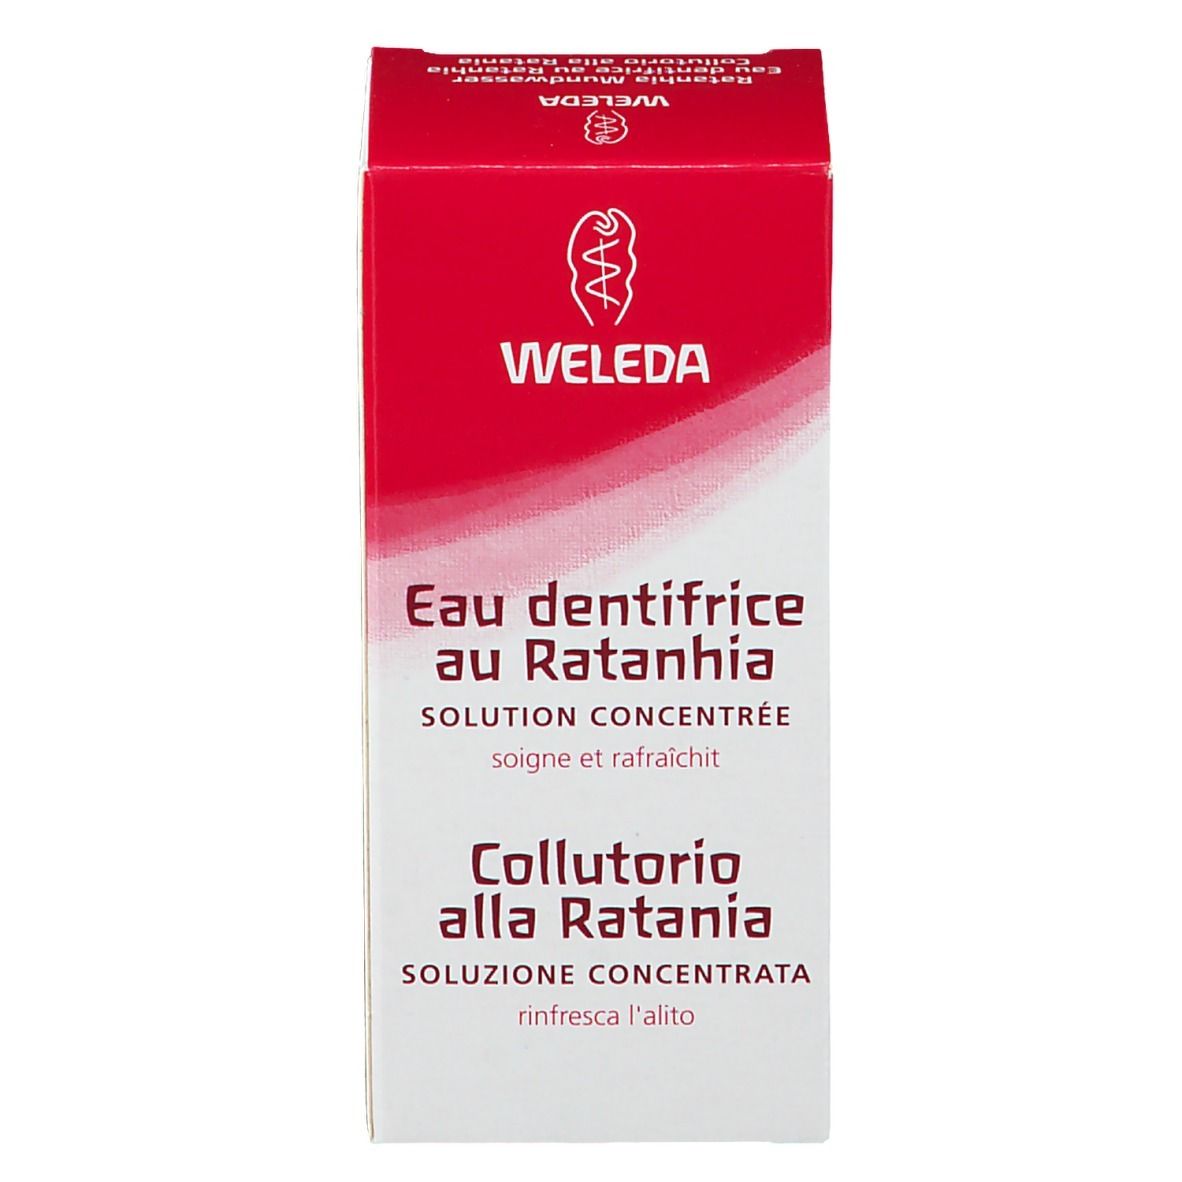 Collutorio alla Ratania
Eau dentifrice au Ratanhia
Ratanhia Mundwasser
WELEDA
WELEDA
Eau dentifrice
au Ratanhia
SOLUTION CONCENTRÉE
soigne et rafraîchit
Collutorio
alla Ratania
SOLUZIONE CONCENTRATA
rinfresca l'alito